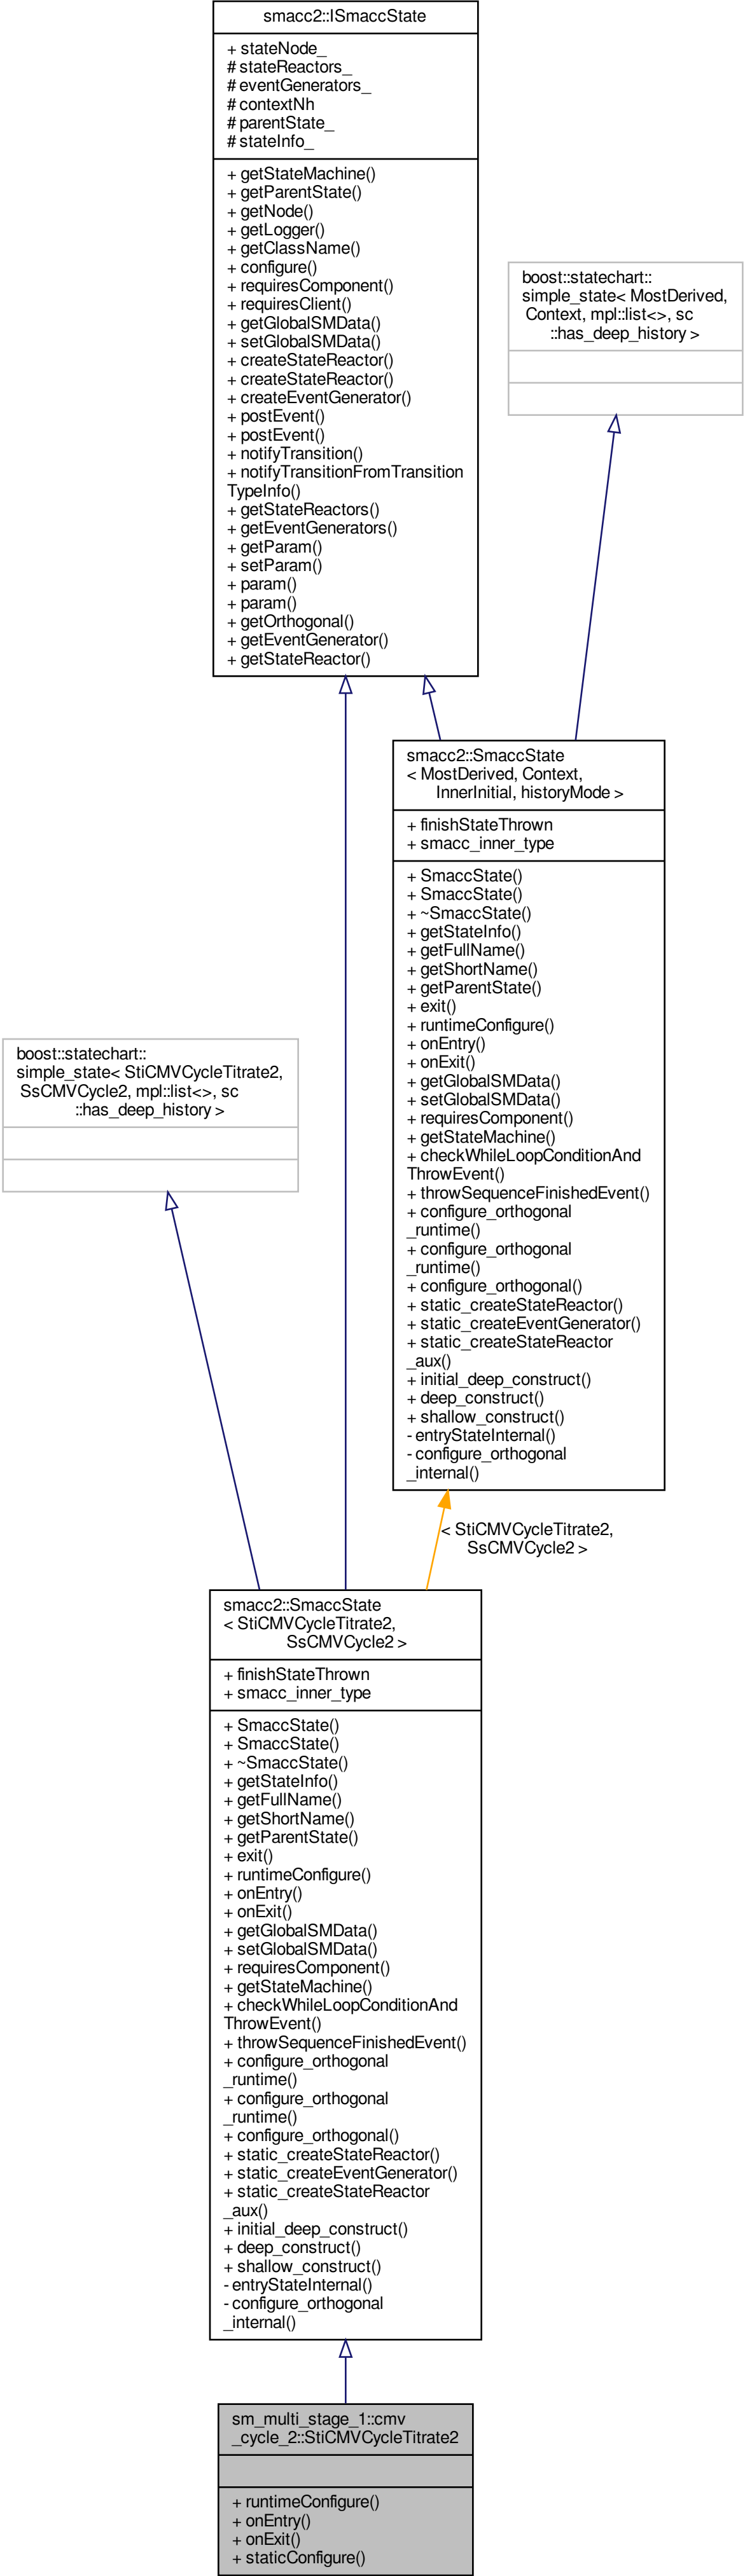 smacc2::ISmaccState
+ stateNode_
# stateReactors_
# eventGenerators_
# contextNh
# parentState_
# stateInfo_
+ getStateMachine()
+ getParentState()
+ getNode()
+ getLogger()
+ getClassName()
+ configure()
+ requiresComponent()
+ requiresClient()
+ getGlobalSMData()
+ setGlobalSMData()
+ createStateReactor()
+ createStateReactor()
+ createEventGenerator()
+ postEvent()
+ postEvent()
+ notifyTransition()
+ notifyTransitionFromTransition
TypeInfo()
+ getStateReactors()
+ getEventGenerators()
+ getParam()
+ setParam()
+ param()
+ param()
+ getOrthogonal()
+ getEventGenerator()
+ getStateReactor()
boost::statechart::
simple_state< MostDerived,
Context, mpl::list<>, sc
::has_deep_history >
smacc2::SmaccState
< MostDerived, Context,
InnerInitial, historyMode >
+ finishStateThrown
+ smacc_inner_type
+ SmaccState()
+ SmaccState()
+ ~SmaccState()
+ getStateInfo()
+ getFullName()
+ getShortName()
+ getParentState()
+ exit()
+ runtimeConfigure()
+ onEntry()
+ onExit()
+ getGlobalSMData()
+ setGlobalSMData()
+ requiresComponent()
+ getStateMachine()
+ checkWhileLoopConditionAnd
ThrowEvent()
+ throwSequenceFinishedEvent()
+ configure_orthogonal
_runtime()
+ configure_orthogonal
_runtime()
+ configure_orthogonal()
+ static_createStateReactor()
+ static_createEventGenerator()
+ static_createStateReactor
_aux()
+ initial_deep_construct()
+ deep_construct()
+ shallow_construct()
- entryStateInternal()
- configure_orthogonal
_internal()
boost::statechart::
simple_state< StiCMVCycleTitrate2,
SsCMVCycle2, mpl::list<>, sc
::has_deep_history >
< StiCMVCycleTitrate2,
SsCMVCycle2 >
smacc2::SmaccState
< StiCMVCycleTitrate2,
SsCMVCycle2 >
+ finishStateThrown
+ smacc_inner_type
+ SmaccState()
+ SmaccState()
+ ~SmaccState()
+ getStateInfo()
+ getFullName()
+ getShortName()
+ getParentState()
+ exit()
+ runtimeConfigure()
+ onEntry()
+ onExit()
+ getGlobalSMData()
+ setGlobalSMData()
+ requiresComponent()
+ getStateMachine()
+ checkWhileLoopConditionAnd
ThrowEvent()
+ throwSequenceFinishedEvent()
+ configure_orthogonal
_runtime()
+ configure_orthogonal
_runtime()
+ configure_orthogonal()
+ static_createStateReactor()
+ static_createEventGenerator()
+ static_createStateReactor
_aux()
+ initial_deep_construct()
+ deep_construct()
+ shallow_construct()
- entryStateInternal()
- configure_orthogonal
_internal()
sm_multi_stage_1::cmv
_cycle_2::StiCMVCycleTitrate2
+ runtimeConfigure()
+ onEntry()
+ onExit()
+ staticConfigure()